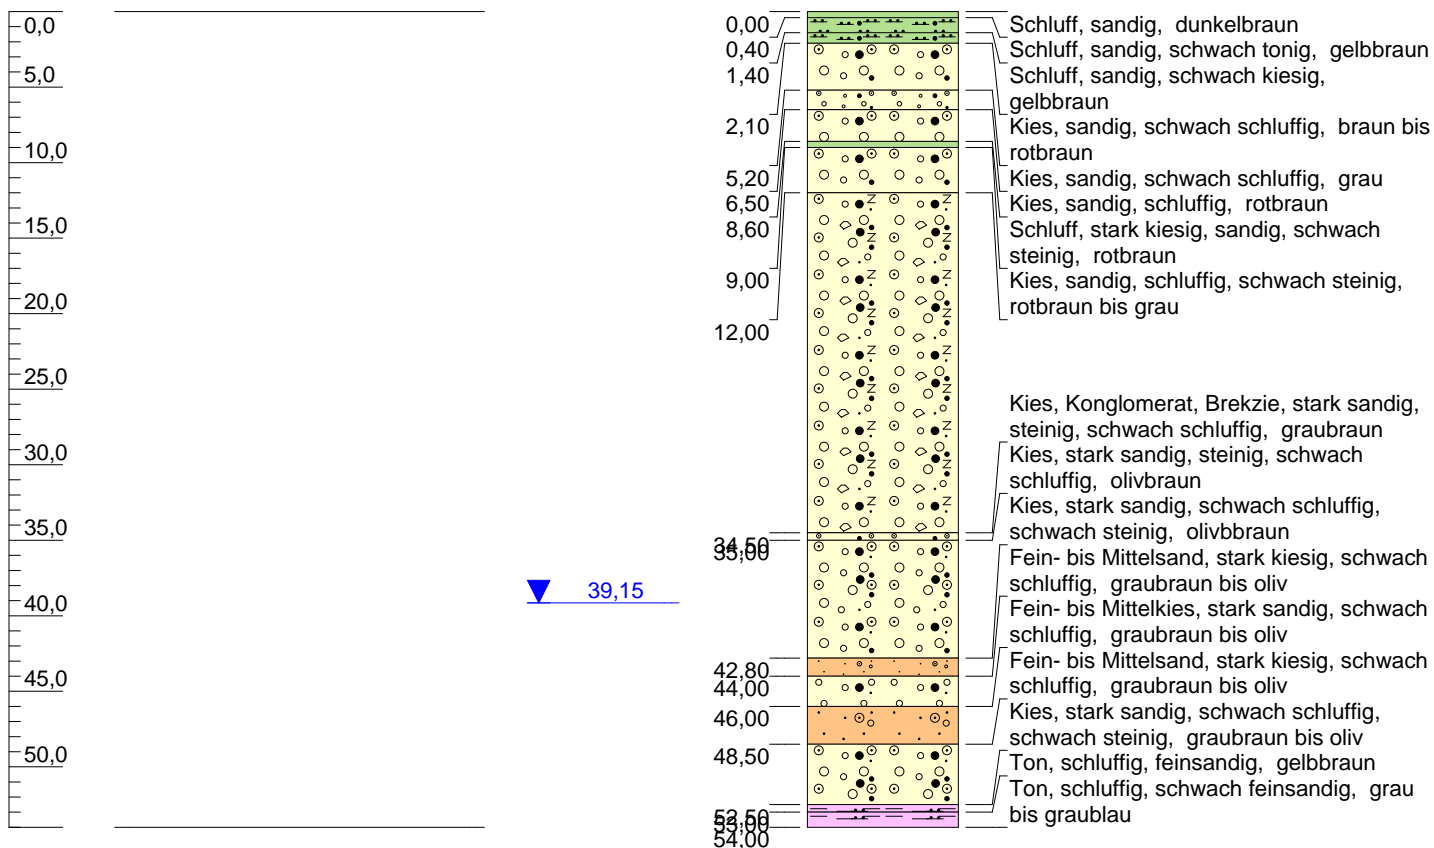 0,0
5,0
10,0
15,0
20,0
25,0
30,0
35,0
40,0
45,0
50,0
39,15
0,00
0,40
1,40
2,10
5,20
6,50
8,60
9,00
12,00
34,50
35,00
42,80
44,00
46,00
48,50
52,50
53,00
54,00
Schluff, sandig, dunkelbraun
Schluff, sandig, schwach tonig, gelbbraun
Schluff, sandig, schwach kiesig,
gelbbraun
Kies, sandig, schwach schluffig, braun bis
rotbraun
Kies, sandig, schwach schluffig, grau
Kies, sandig, schluffig, rotbraun
Schluff, stark kiesig, sandig, schwach
steinig, rotbraun
Kies, sandig, schluffig, schwach steinig,
rotbraun bis grau
Kies, Konglomerat, Brekzie, stark sandig,
steinig, schwach schluffig, graubraun
Kies, stark sandig, steinig, schwach
schluffig, olivbraun
Kies, stark sandig, schwach schluffig,
schwach steinig, olivbbraun
Fein- bis Mittelsand, stark kiesig, schwach
schluffig, graubraun bis oliv
Fein- bis Mittelkies, stark sandig, schwach
schluffig, graubraun bis oliv
Fein- bis Mittelsand, stark kiesig, schwach
schluffig, graubraun bis oliv
Kies, stark sandig, schwach schluffig,
schwach steinig, graubraun bis oliv
Ton, schluffig, feinsandig, gelbbraun
Ton, schluffig, schwach feinsandig, grau
bis graublau